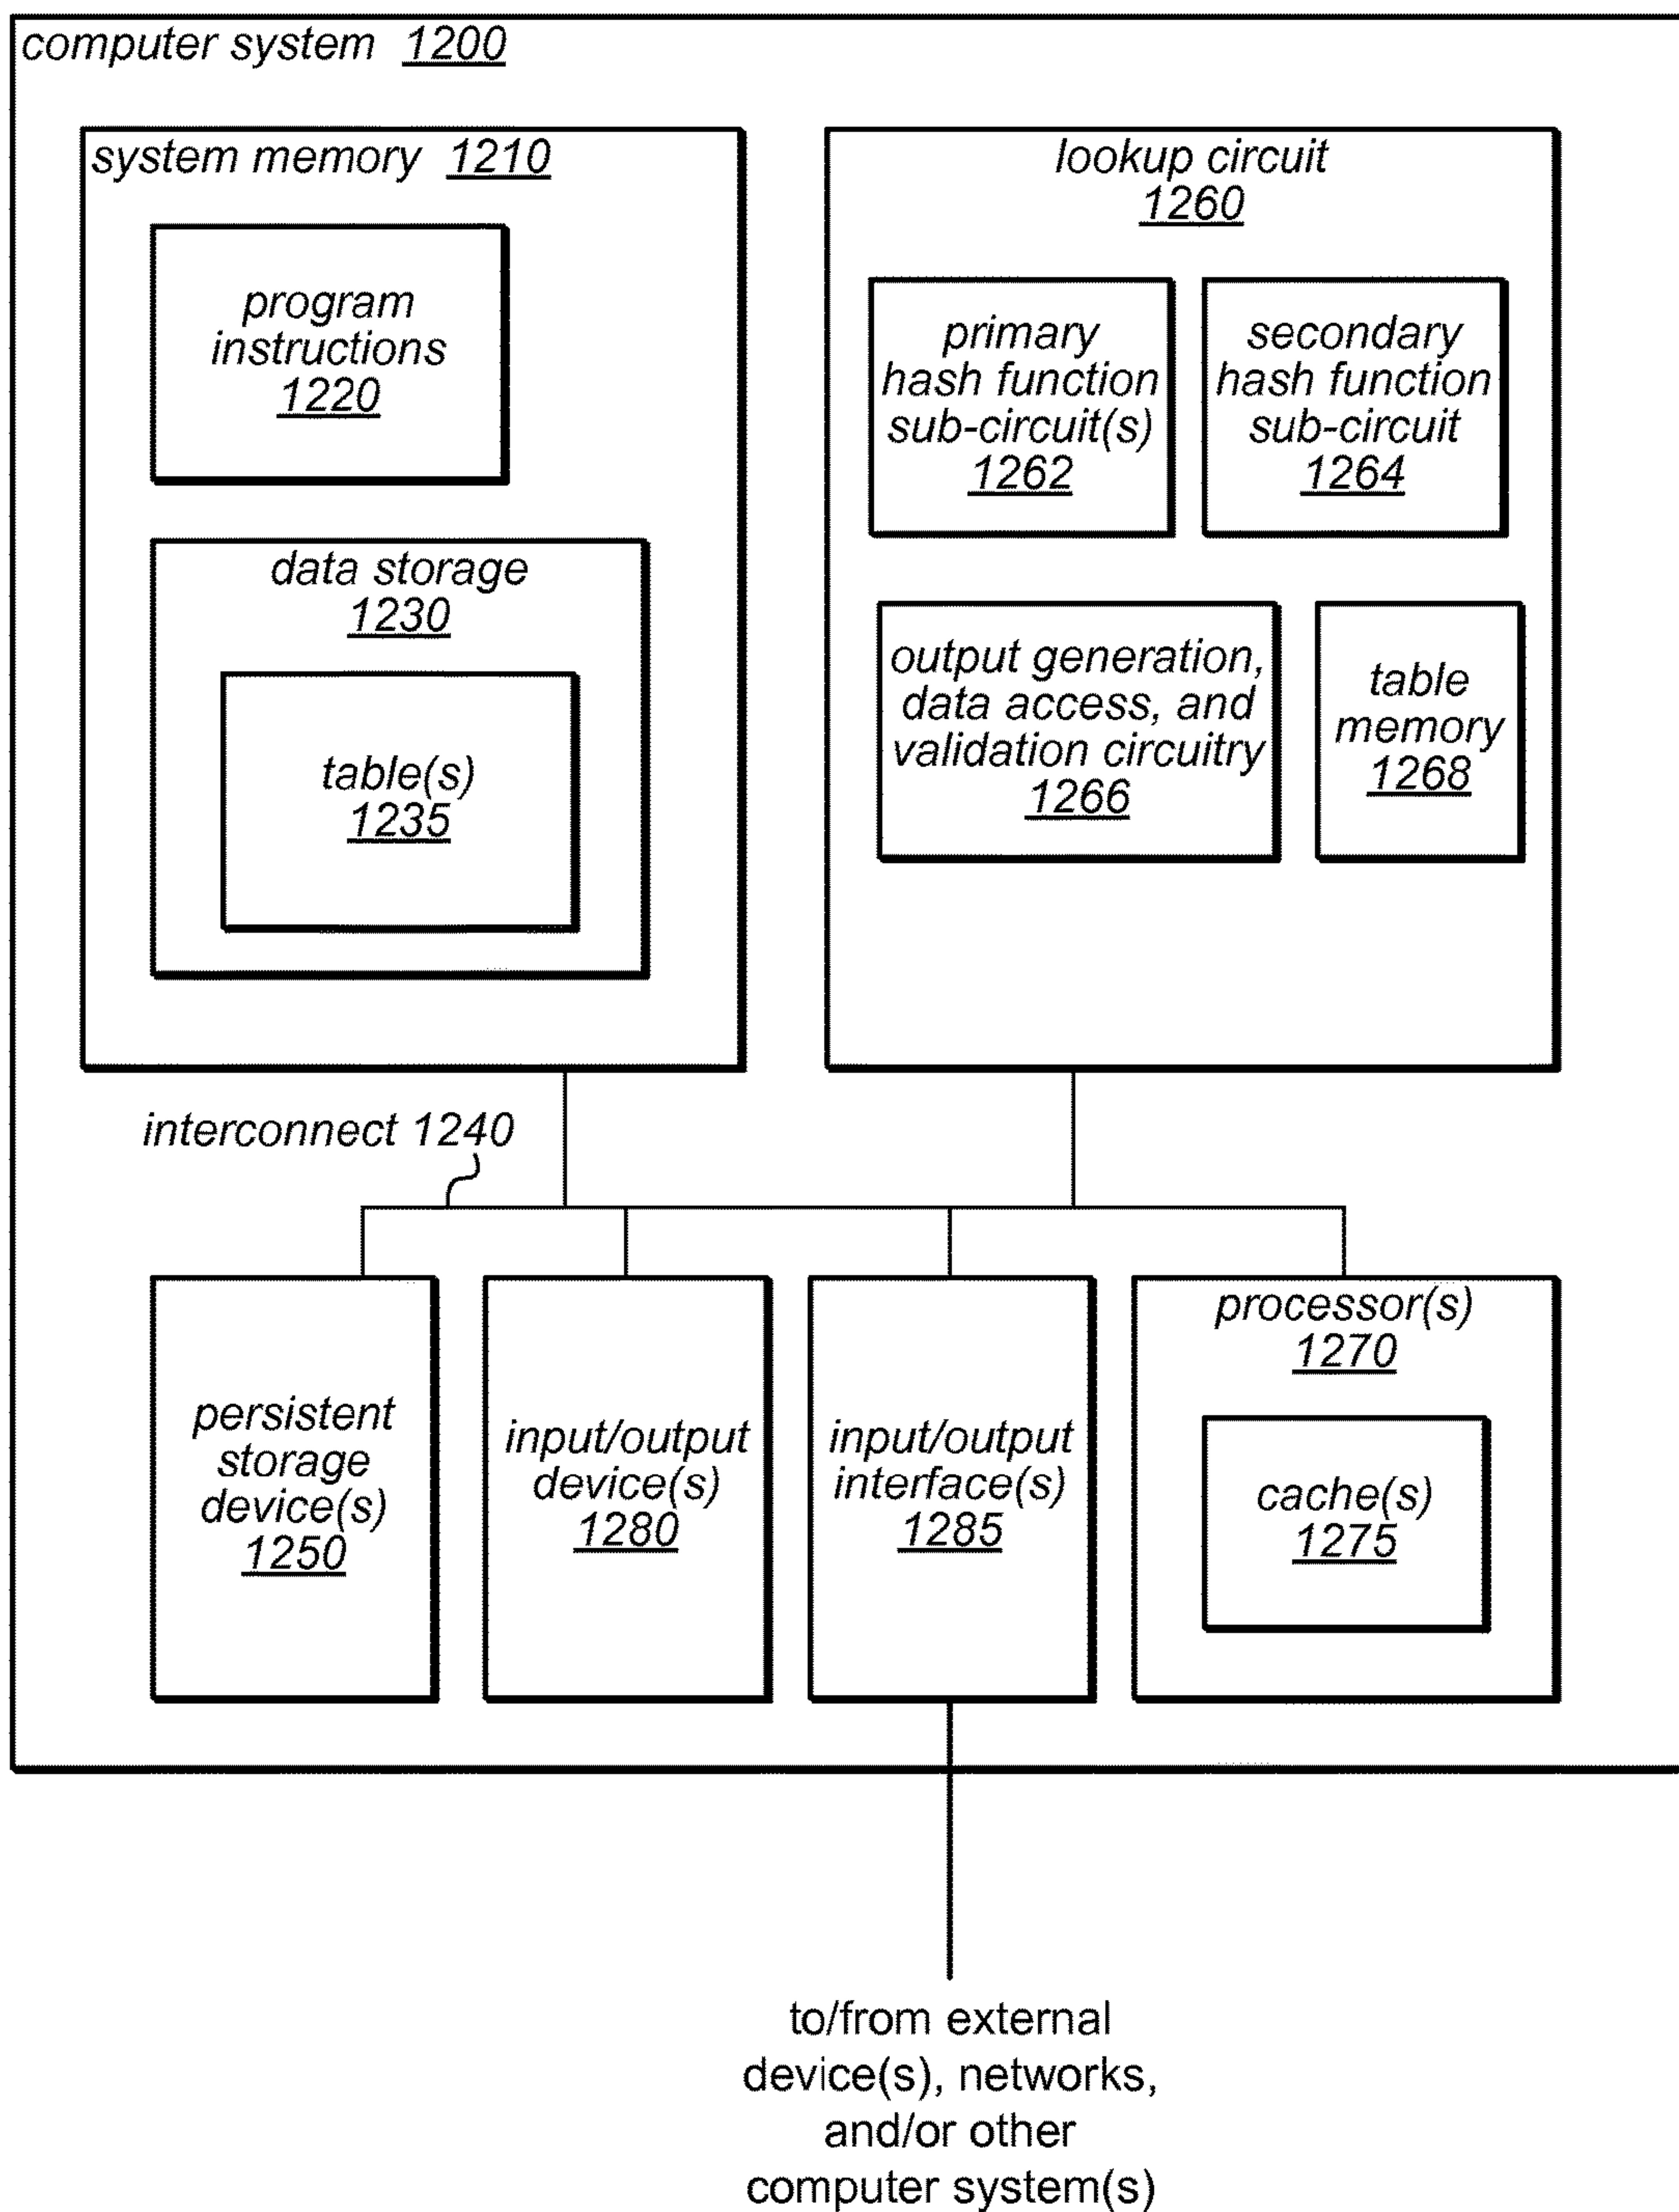 computer system 1200
system memory 1210
program
instructions
1220
data storage
1230
table(s)
1235
lookup circuit
1260
primary
hash function
sub-circuit(s)
1262
secondary
hash function
sub-circuit
1264
output generation,
data access, and
validation circuitry
1266
table
memory
1268
interconnect 1240
persistent
storage
device(s)
1250
input/output
device(s)
1280
input/output
interface(s)
1285
processor(s)
1270
cache(s)
1275
to/from external
device(s), networks,
and/or other
computer system(s)